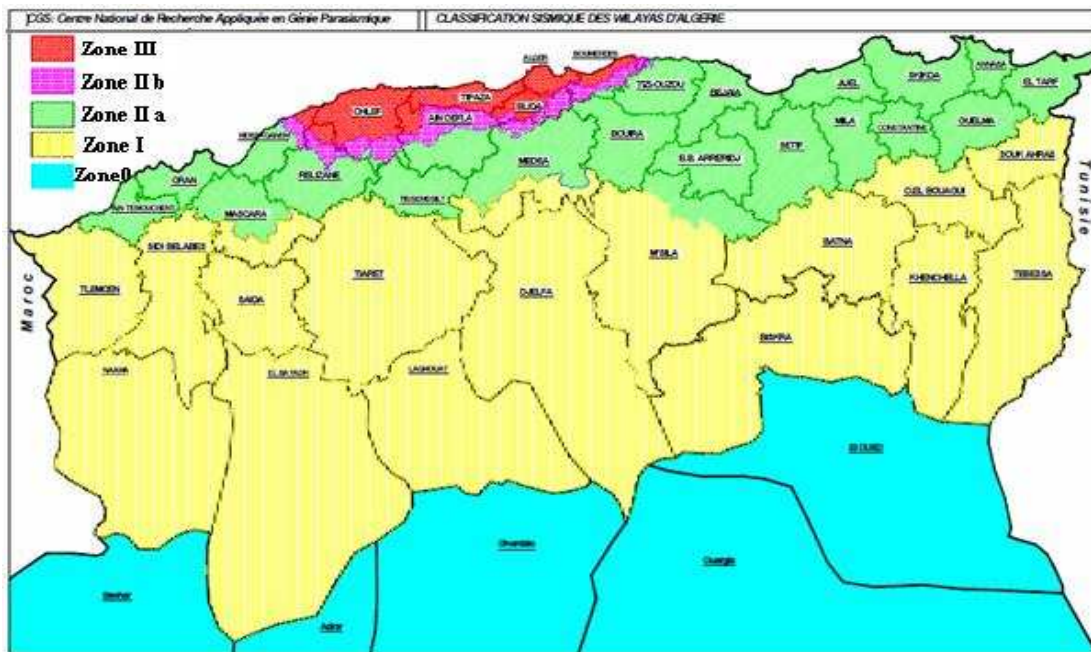 CGS: Centre National de Recherche Appliquée en Génie Parasismique
CLASSIFICATION SISMIQUE DES WILAYAS D'ALGERIE
Zone III
Zone II b
Zone II a
Zone I
Zone0
ALGER
BOUMERDES
TIPAZA
CHLEF
BLIDA
AIN DEFLA
TIZI-OUZOU
BEJAIA
JIJEL
SKIKDA
ANNABA
EL TARF
MILA
CONSTANTINE
GUELMA
BOUIRA
B.B. ARRERIDJ
SETIF
MEDEA
ORAN
RELIZANE
AIN TEMOUCHENT
MASCARA
TISSEMSILT
SOUK AHRAS
Tunisie
SIDI BELABES
BATNA
M'SILA
TLEMCEN
SAIDA
TIARET
DJELFA
KHENCHELLA
TEBESSA
Maroc
BISKRA
NAAMA
EL BAYADH
LAGHOUAT
El OUED
Ghardaia
Ouargla
Bechar
Adrar